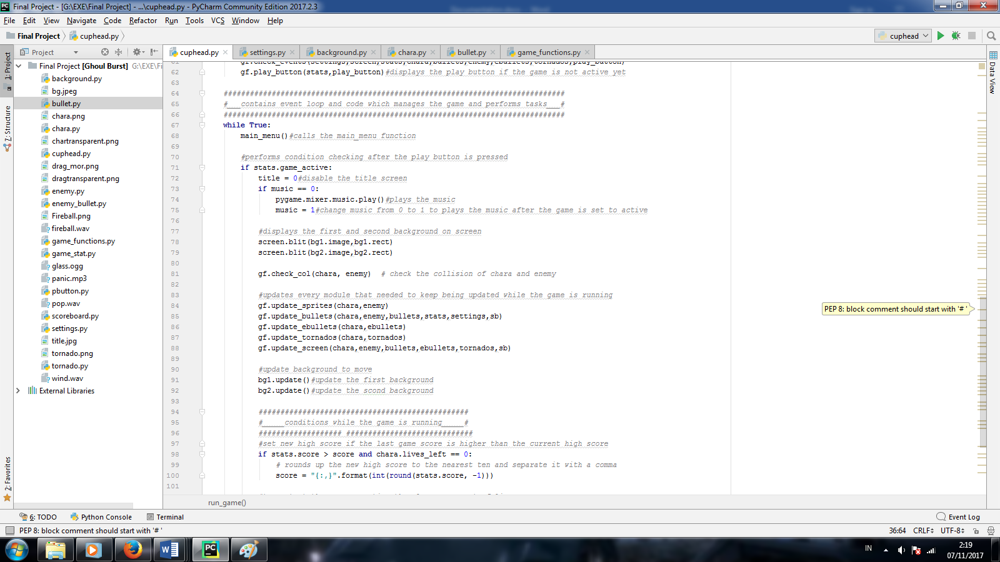 Final Project - [G:\EXE\Final Project] - ...\cuphead.py - PyCharm Community Edition 2017.2.3
File Edit View Navigate Code Refactor Run Tools VCS Window Help
Final Project cuphead.py cuphead
Project cuphead.py settings.py background.py chara.py bullet.py game_functions.py
1: Project
7: Structure
2: Favorites
Data View
Final Project [Ghoul Burst] G:\EXE\Fi
background.py
bg.jpeg
bullet.py
chara.png
chara.py
chartransparent.png
cuphead.py
drag_mor.png
dragtransparent.png
enemy.py
enemy_bullet.py
Fireball.png
fireball.wav
game_functions.py
game_stat.py
glass.ogg
panic.mp3
pbutton.py
pop.wav
scoreboard.py
settings.py
title.jpg
tornado.png
tornado.py
wind.wav
External Libraries
61 gf.check_events(settings,screen,stats,chara,bullets,enemy,ebullets,tornados,play_button)
62 gf.play_button(stats,play_button)#displays the play button if the game is not active yet
63
64 ##############################################################################
65 #___contains event loop and code which manages the game and performs tasks___#
66 ##############################################################################
67 while True:
68 main_menu()#calls the main_menu function
69
70 #performs condition checking after the play button is pressed
71 if stats.game_active:
72 title = 0#disable the title screen
73 if music == 0:
74 pygame.mixer.music.play()#plays the music
75 music = 1#change music from 0 to 1 to plays the music after the game is set to active
76
77 #displays the first and second background on screen
78 screen.blit(bg1.image,bg1.rect)
79 screen.blit(bg2.image,bg2.rect)
80
81 gf.check_col(chara, enemy)  # check the collision of chara and enemy
82
83 #updates every module that needed to keep being updated while the game is running
84 gf.update_sprites(chara,enemy)
85 gf.update_bullets(chara,enemy,bullets,stats,settings,sb)
86 gf.update_ebullets(chara,ebullets)
87 gf.update_tornados(chara,tornados)
88 gf.update_screen(chara,enemy,bullets,ebullets,tornados,sb)
89
90 #update background to move
91 bg1.update()#update the first background
92 bg2.update()#update the scond background
93
94 ################################################
95 #_____conditions while the game is running_____#
96 ################### #############################
97 #set new high score if the last game score is higher than the current high score
98 if stats.score > score and chara.lives_left == 0:
99 # rounds up the new high score to the nearest ten and separate it with a comma
100 score = "{:,}".format(int(round(stats.score, -1)))
101
PEP 8: block comment should start with '# '
run_game()
6: TODO Python Console Terminal Event Log
PEP 8: block comment should start with '# ' 36:64 CRLF UTF-8
IN 2:19
07/11/2017